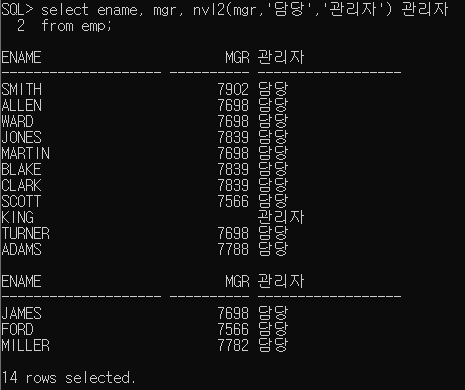 SQL> select ename, mgr, nvl2(mgr,'담당','관리자') 관리자
2 from emp;
ENAME MGR 관리자
-------------------- ---------- ------------------
SMITH 7902 담당
ALLEN 7698 담당
WARD 7698 담당
JONES 7839 담당
MARTIN 7698 담당
BLAKE 7839 담당
CLARK 7839 담당
SCOTT 7566 담당
KING 관리자
TURNER 7698 담당
ADAMS 7788 담당
ENAME MGR 관리자
-------------------- ---------- ------------------
JAMES 7698 담당
FORD 7566 담당
MILLER 7782 담당
14 rows selected.